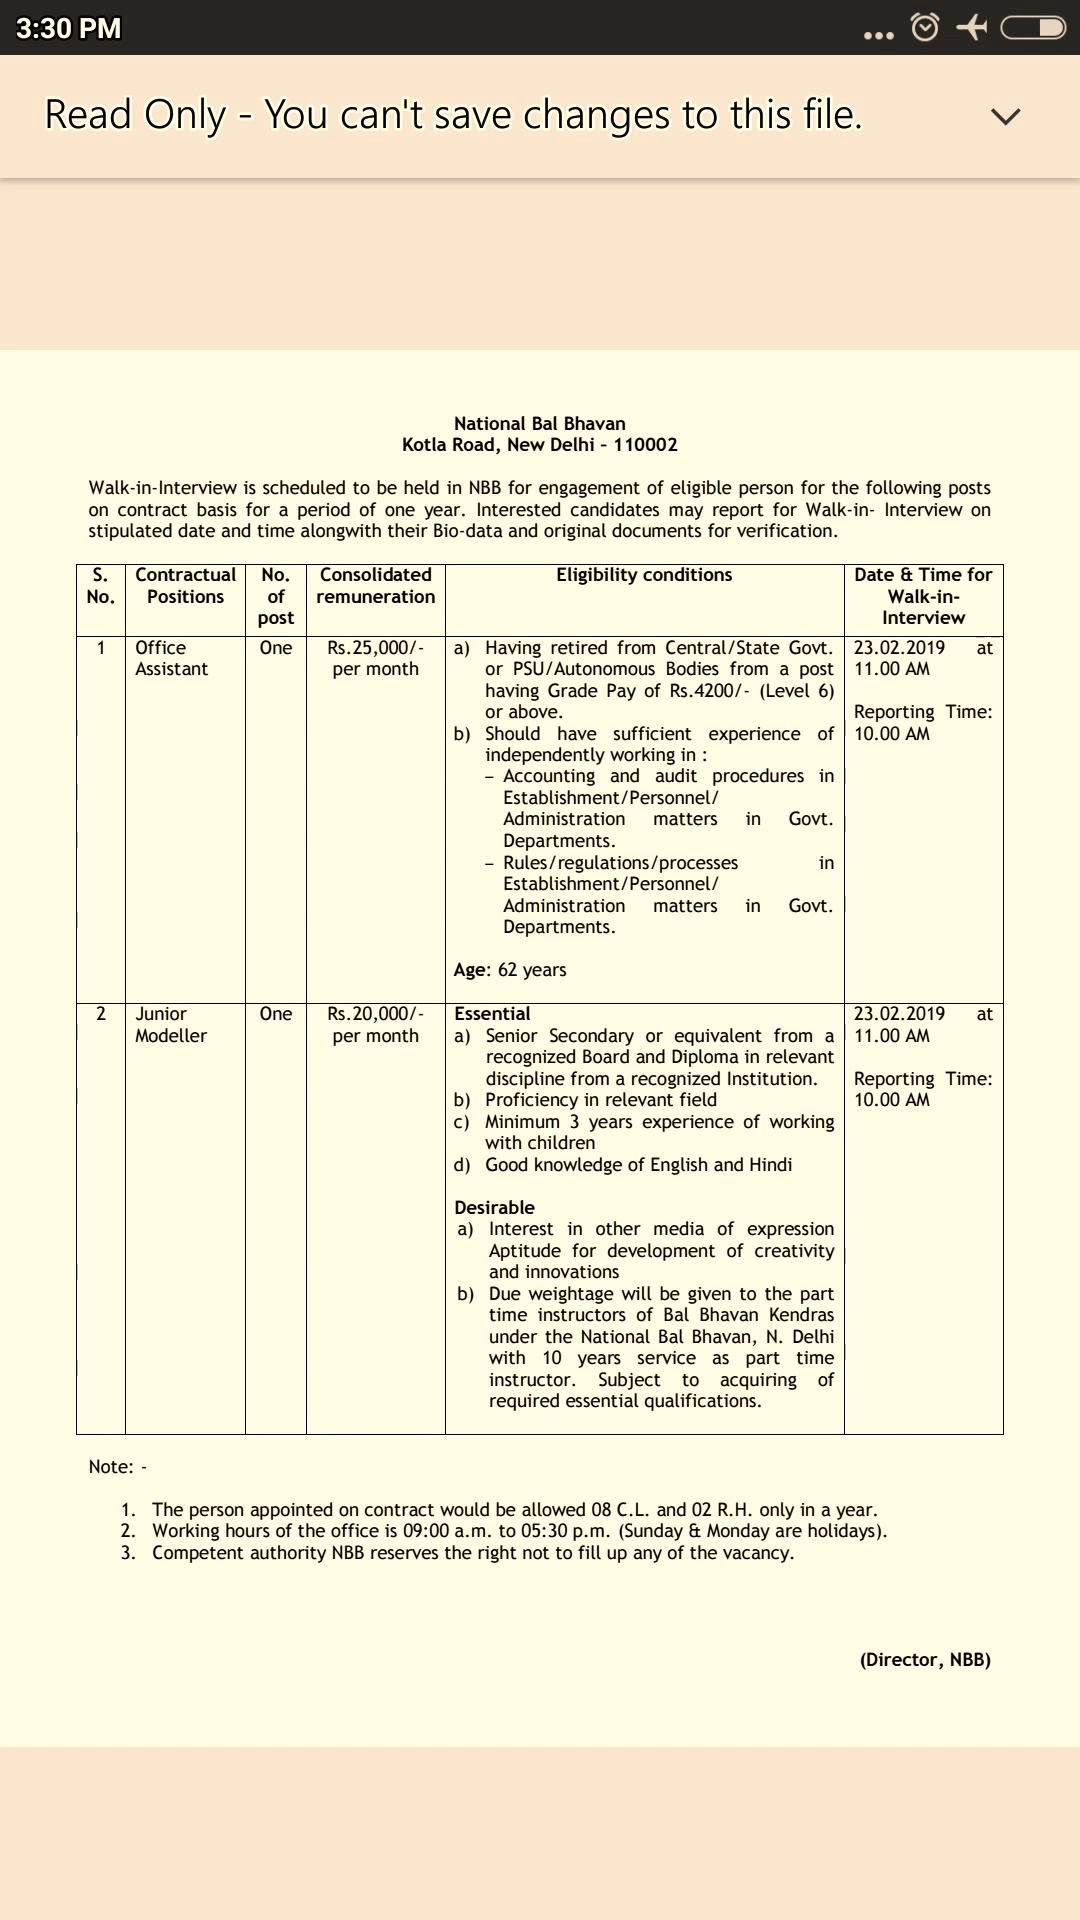 3:30 PM
Read Only - You can't save changes to this file.
National Bal Bhavan
Kotla Road, New Delhi - 110002
Walk-in-Interview is scheduled to be held in NBB for engagement of eligible person for the following posts
on contract basis for a period of one year. Interested candidates may report for Walk-in- Interview on
stipulated date and time alongwith their Bio-data and original documents for verification.
S. No.
Contractual Positions
No. of post
Consolidated remuneration
Eligibility conditions
Date & Time for Walk-in-Interview
1
Office
Assistant
One
Rs.25,000/-
per month
a) Having retired from Central/State Govt.
or PSU/Autonomous Bodies from a post
having Grade Pay of Rs.4200/- (Level 6)
or above.
b) Should have sufficient experience of
independently working in :
– Accounting and audit procedures in
Establishment/Personnel/
Administration matters in Govt.
Departments.
– Rules/regulations/processes in
Establishment/Personnel/
Administration matters in Govt.
Departments.
Age: 62 years
23.02.2019 at
11.00 AM
Reporting Time:
10.00 AM
2
Junior
Modeller
One
Rs.20,000/-
per month
Essential
a) Senior Secondary or equivalent from a
recognized Board and Diploma in relevant
discipline from a recognized Institution.
b) Proficiency in relevant field
c) Minimum 3 years experience of working
with children
d) Good knowledge of English and Hindi
Desirable
a) Interest in other media of expression
Aptitude for development of creativity
and innovations
b) Due weightage will be given to the part
time instructors of Bal Bhavan Kendras
under the National Bal Bhavan, N. Delhi
with 10 years service as part time
instructor. Subject to acquiring of
required essential qualifications.
23.02.2019 at
11.00 AM
Reporting Time:
10.00 AM
Note: -
1. The person appointed on contract would be allowed 08 C.L. and 02 R.H. only in a year.
2. Working hours of the office is 09:00 a.m. to 05:30 p.m. (Sunday & Monday are holidays).
3. Competent authority NBB reserves the right not to fill up any of the vacancy.
(Director, NBB)